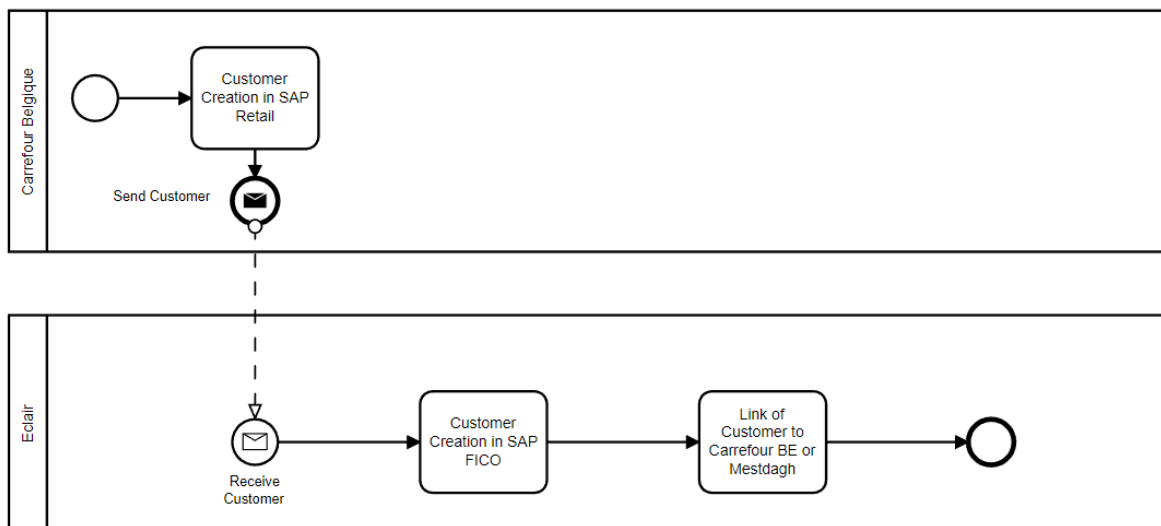 Carrefour Belgique
Customer
Creation in SAP
Retail
Send Customer
Eclair
Receive
Customer
Customer
Creation in SAP
FICO
Link of
Customer to
Carrefour BE or
Mestdagh